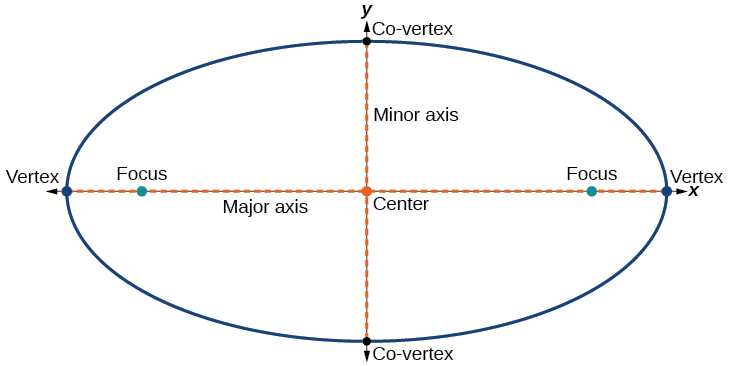 y
Co-vertex
Minor axis
Vertex
Focus
Focus
Vertex
x
Major axis
Center
Co-vertex